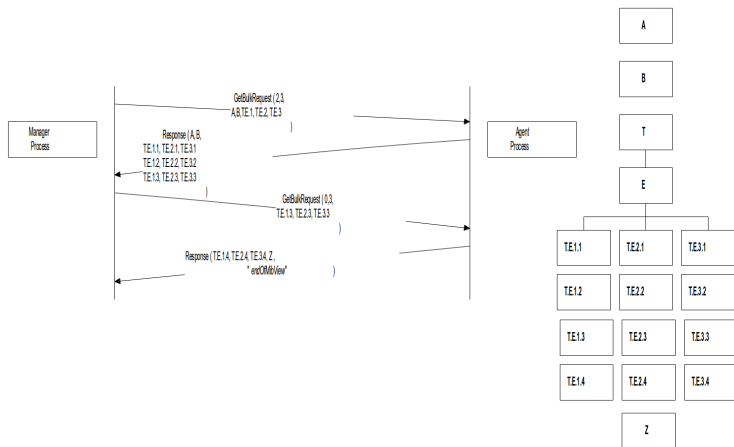 A
B
GetBulkRequest ( 2,3,
A,B,T.E.1, T.E.2, T.E.3
)
Manager
Process
Response ( A, B,
T.E.1.1, T.E.2.1, T.E.3.1
T.E.1.2, T.E.2.2, T.E.3.2
T.E.1.3, T.E.2.3, T.E.3.3
)
Agent
Process
T
E
GetBulkRequest ( 0,3,
T.E.1.3, T.E.2.3, T.E.3.3
)
Response ( T.E.1.4, T.E.2.4, T.E.3.4, Z ,
" endOfMibView" )
T.E.1.1 T.E.2.1 T.E.3.1
T.E.1.2 T.E.2.2 T.E.3.2
T.E.1.3 T.E.2.3 T.E.3.3
T.E.1.4 T.E.2.4 T.E.3.4
Z